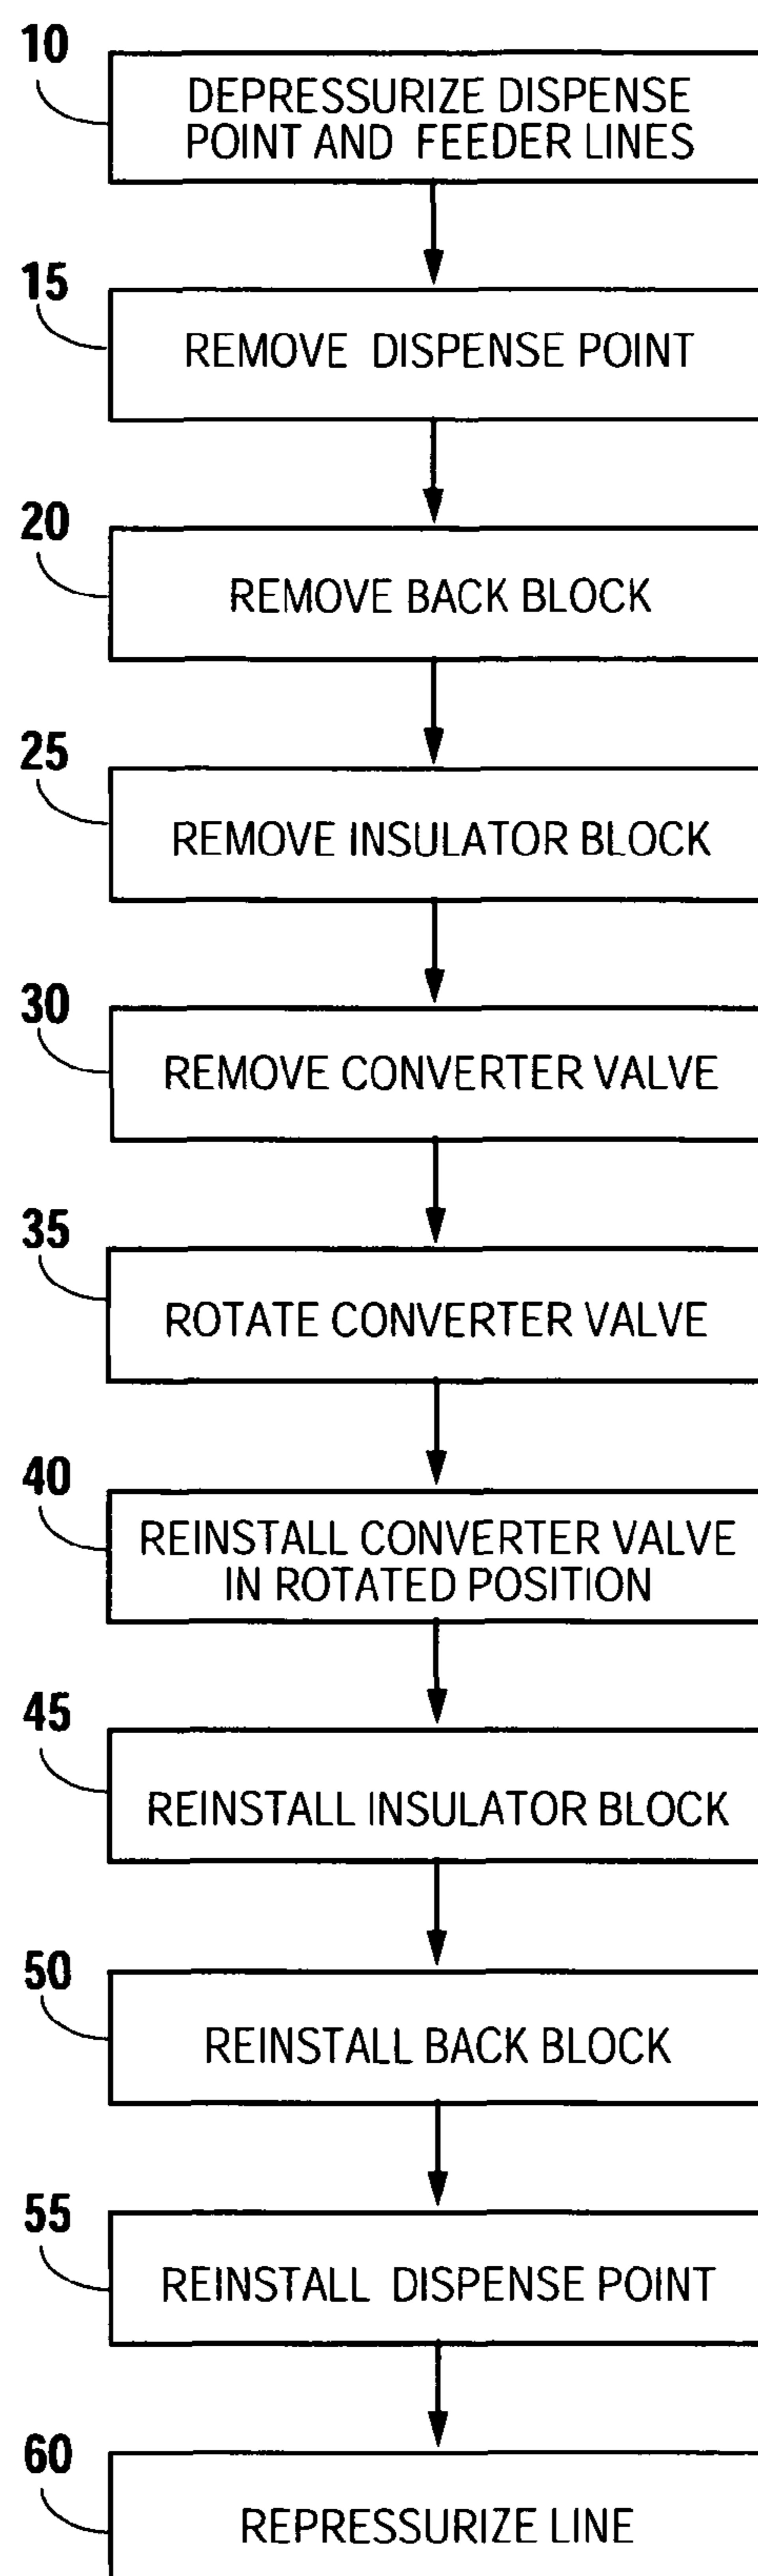 10
DEPRESSURIZE DISPENSE
POINT AND FEEDER LINES
15
REMOVE DISPENSE POINT
20
REMOVE BACK BLOCK
25
REMOVE INSULATOR BLOCK
30
REMOVE CONVERTER VALVE
35
ROTATE CONVERTER VALVE
40
REINSTALL CONVERTER VALVE
IN ROTATED POSITION
45
REINSTALL INSULATOR BLOCK
50
REINSTALL BACK BLOCK
55
REINSTALL DISPENSE POINT
60
REPRESSURIZE LINE